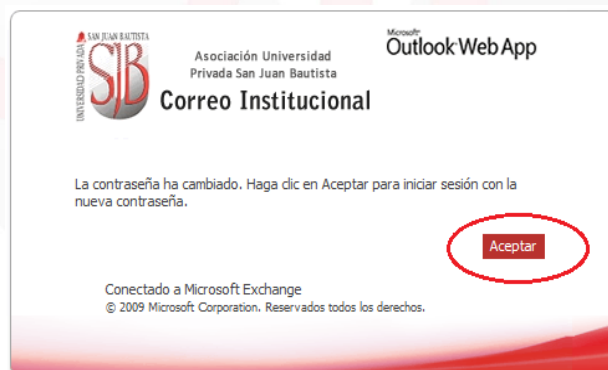 SAN JUAN BAUTISTA
UNIVERSIDAD PRIVADA
SJB
Asociación Universidad
Privada San Juan Bautista
Correo Institucional
Microsoft®
Outlook Web App
La contraseña ha cambiado. Haga clic en Aceptar para iniciar sesión con la
nueva contraseña.
Aceptar
Conectado a Microsoft Exchange
© 2009 Microsoft Corporation. Reservados todos los derechos.